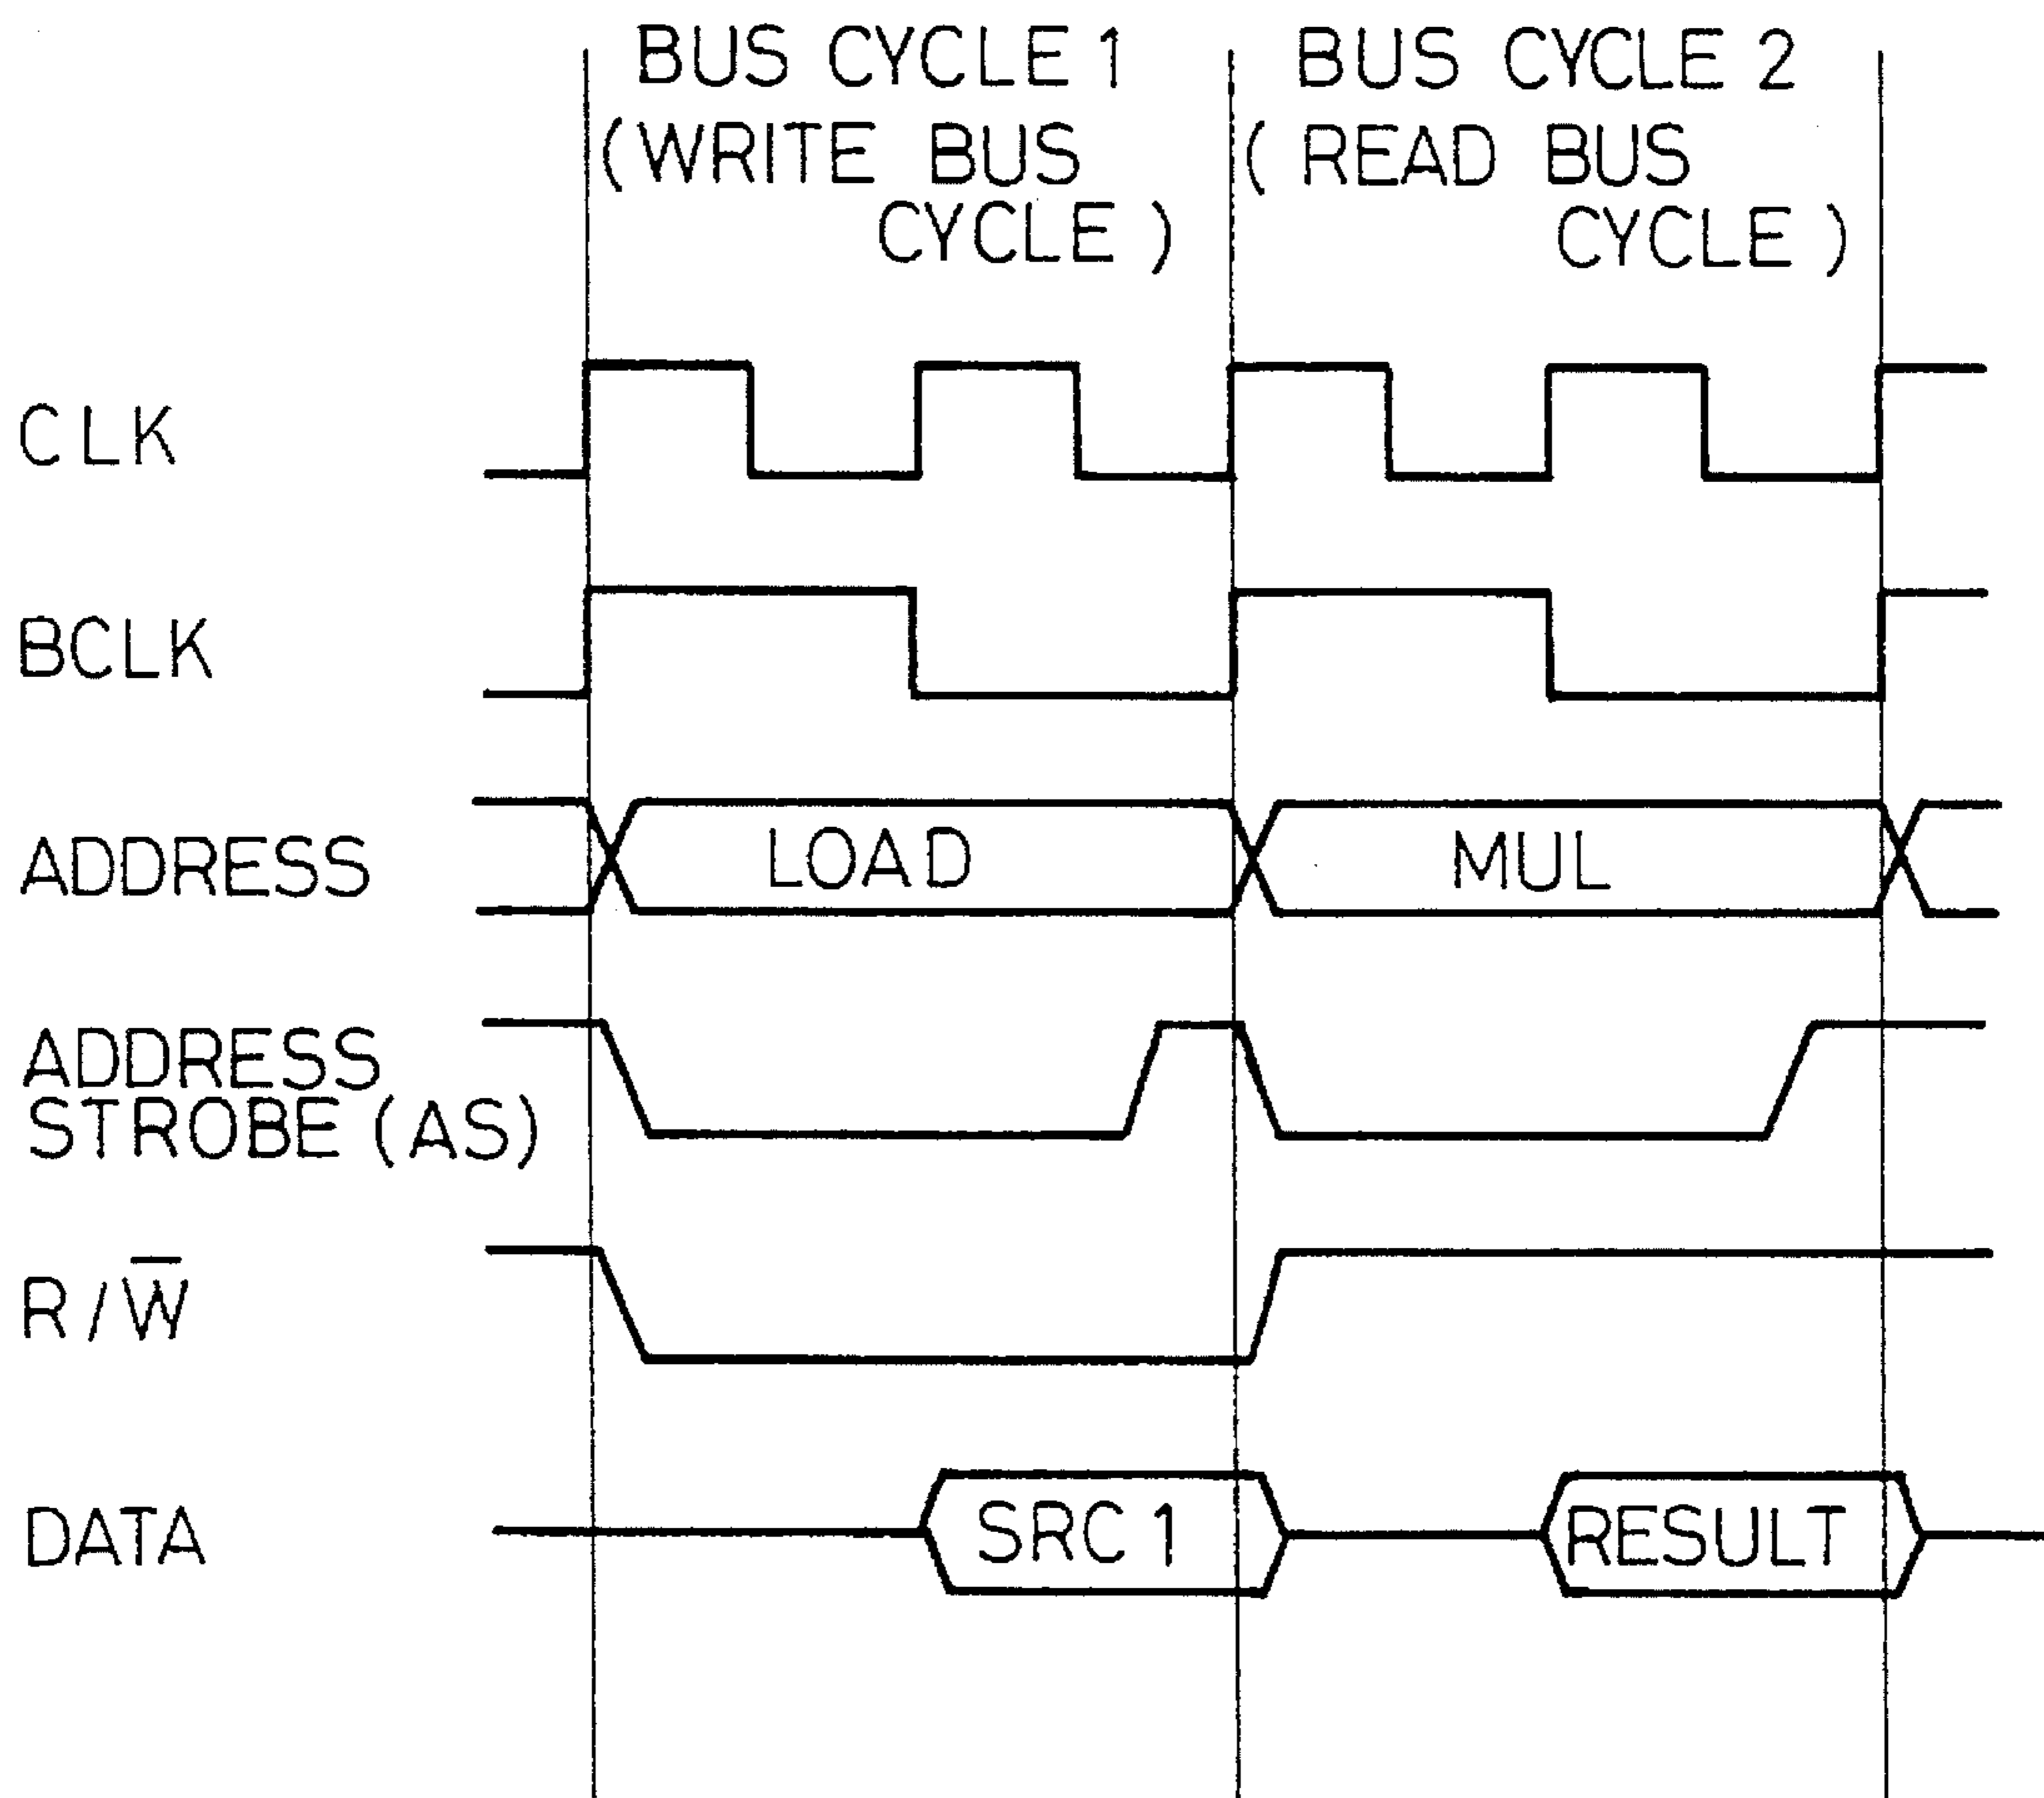 BUS CYCLE 1
(WRITE BUS
CYCLE)
BUS CYCLE 2
(READ BUS
CYCLE)
CLK
BCLK
ADDRESS
LOAD
MUL
ADDRESS
STROBE (AS)
R/W̅
DATA
SRC 1
RESULT